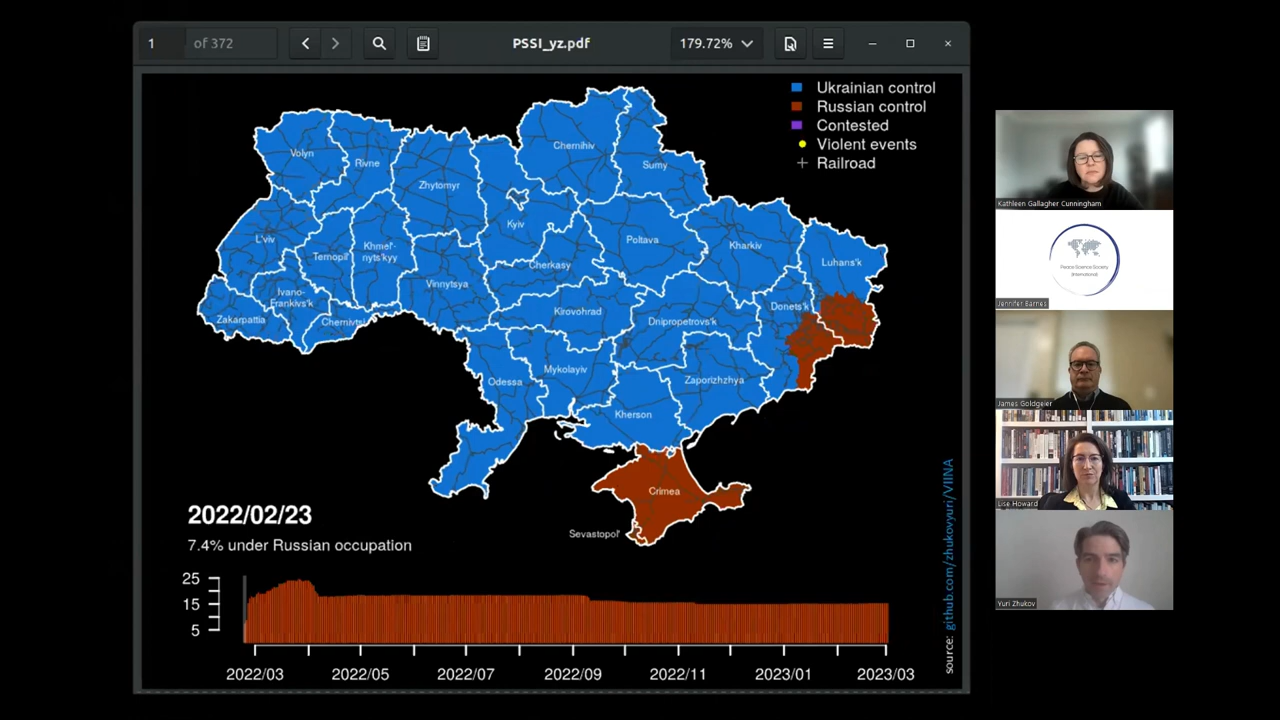 1 of 372
PSSI_yz.pdf
179.72%
Ukrainian control
Russian control
Contested
Violent events
Railroad
Volyn
Rivne
Zhytomyr
Chernihiv
Sumy
Kyiv
L'viv
Ternopil'
Khmel'-
nyts'kyy
Poltava
Kharkiv
Luhans'k
Cherkasy
Ivano-
Frankivs'k
Vinnytsya
Zakarpattia
Chernivtsi
Kirovohrad
Dnipropetrovs'k
Donets'k
Odessa
Mykolayiv
Zaporizhzhya
Kherson
Crimea
Sevastopol'
2022/02/23
7.4% under Russian occupation
25
15
5
2022/03
2022/05
2022/07
2022/09
2022/11
2023/01
2023/03
source: github.com/zhukovyuri/VIINA
Kathleen Gallagher Cunningham
Peace Science Society
(International)
Jennifer Barnes
James Goldgeier
Lise Howard
Yuri Zhukov